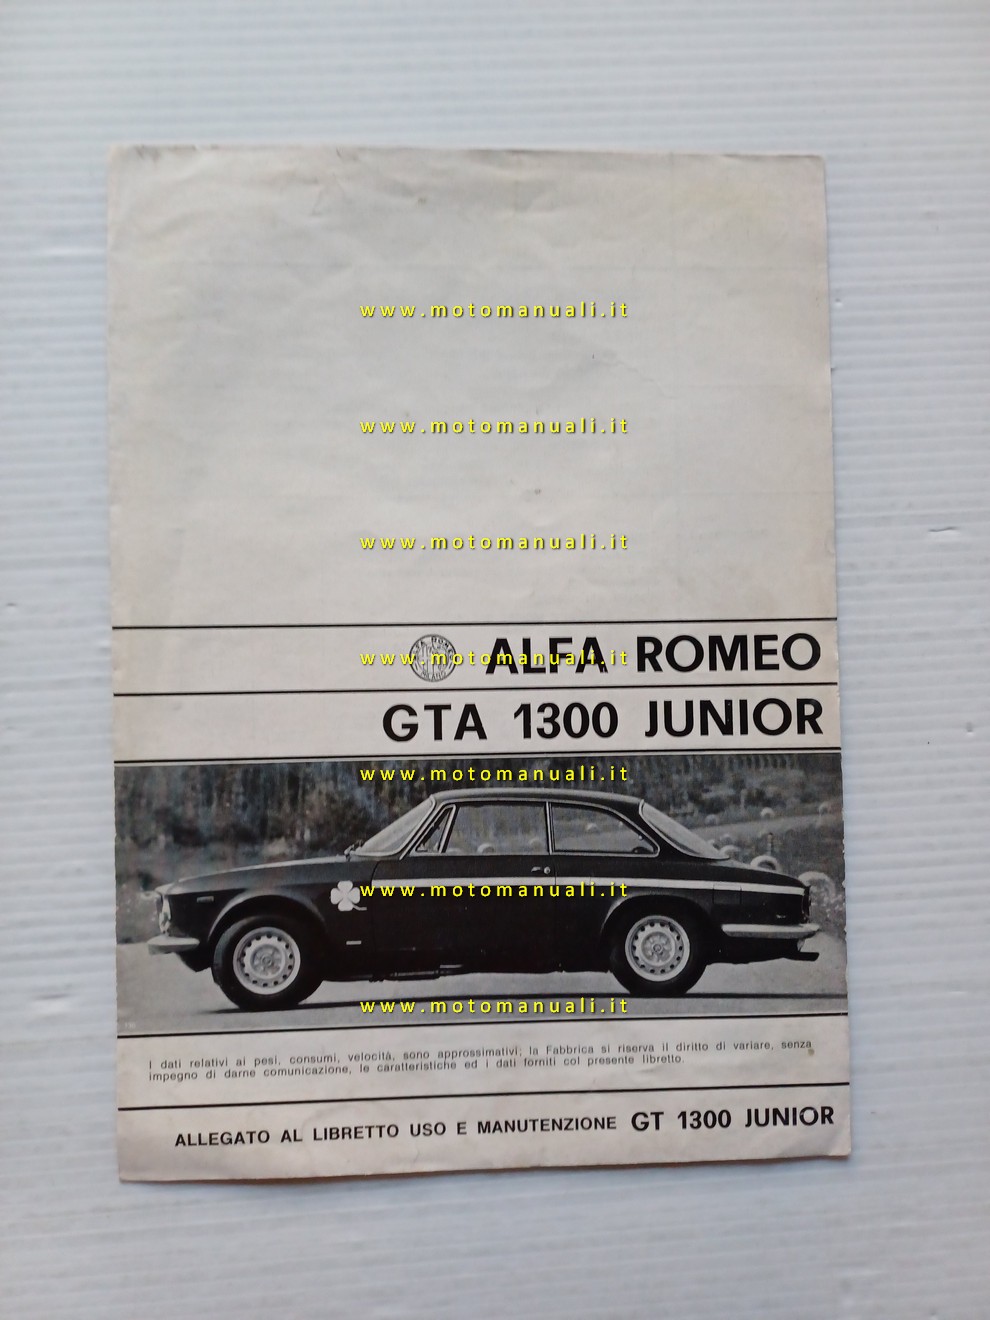 www.motomanuali.it
www.motomanuali.it
www.motomanuali.it
ALFA ROMEO MILANO ALFA ROMEO
www.motomanuali.it
GTA 1300 JUNIOR
www.motomanuali.it
www.motomanuali.it
www.motomanuali.it
I dati relativi ai pesi, consumi, velocità, sono approssimativi; la Fabbrica si riserva il diritto di variare, senza
impegno di darne comunicazione, le caratteristiche ed i dati forniti col presente libretto.
ALLEGATO AL LIBRETTO USO E MANUTENZIONE GT 1300 JUNIOR